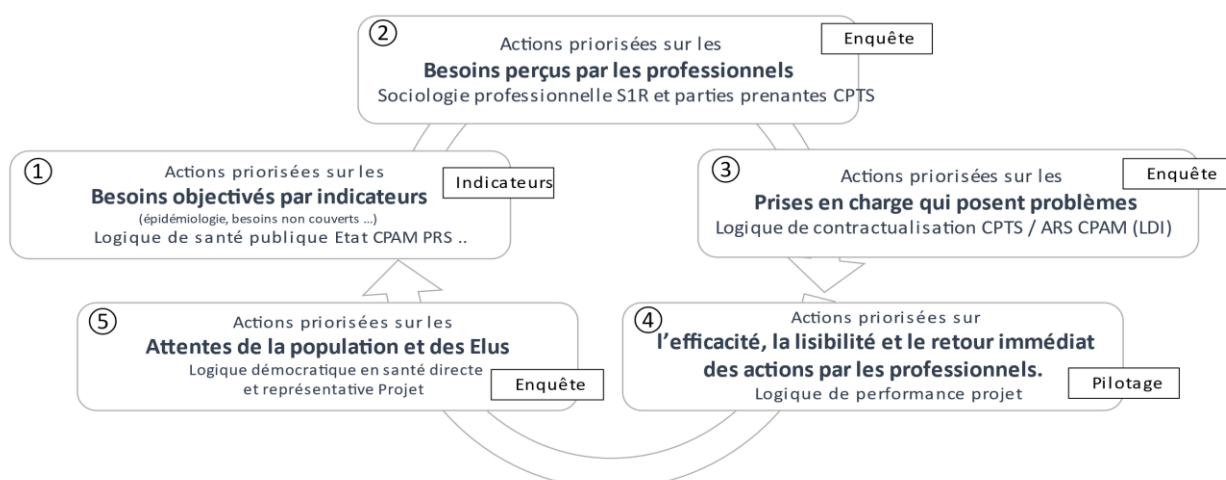 ①
Actions priorisées sur les
Besoins objectivés par indicateurs
(épidémiologie, besoins non couverts ...)
Logique de santé publique Etat CPAM PRS ..
Indicateurs
②
Actions priorisées sur les
Besoins perçus par les professionnels
Sociologie professionnelle S1R et parties prenantes CPTS
Enquête
③
Actions priorisées sur les
Prises en charge qui posent problèmes
Logique de contractualisation CPTS / ARS CPAM (LDI)
Enquête
④
Actions priorisées sur
l'efficacité, la lisibilité et le retour immédiat
des actions par les professionnels.
Logique de performance projet
Pilotage
⑤
Actions priorisées sur les
Attentes de la population et des Elus
Logique démocratique en santé directe
et représentative Projet
Enquête